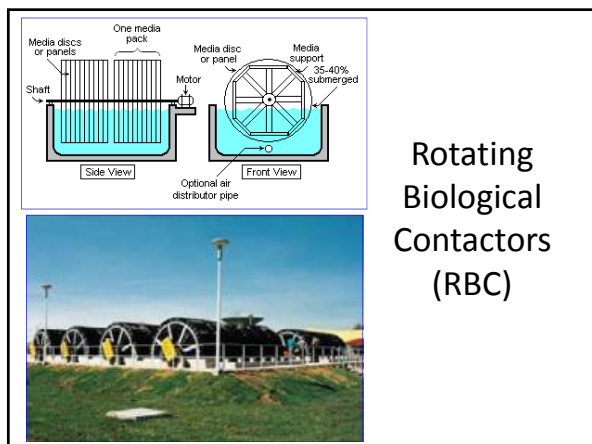 One media
pack
Media discs
or panels
Motor
Shaft
Side View
Media disc
or panel
Media
support
35-40%
submerged
Optional air
distributor pipe
Front View
Rotating
Biological
Contactors
(RBC)